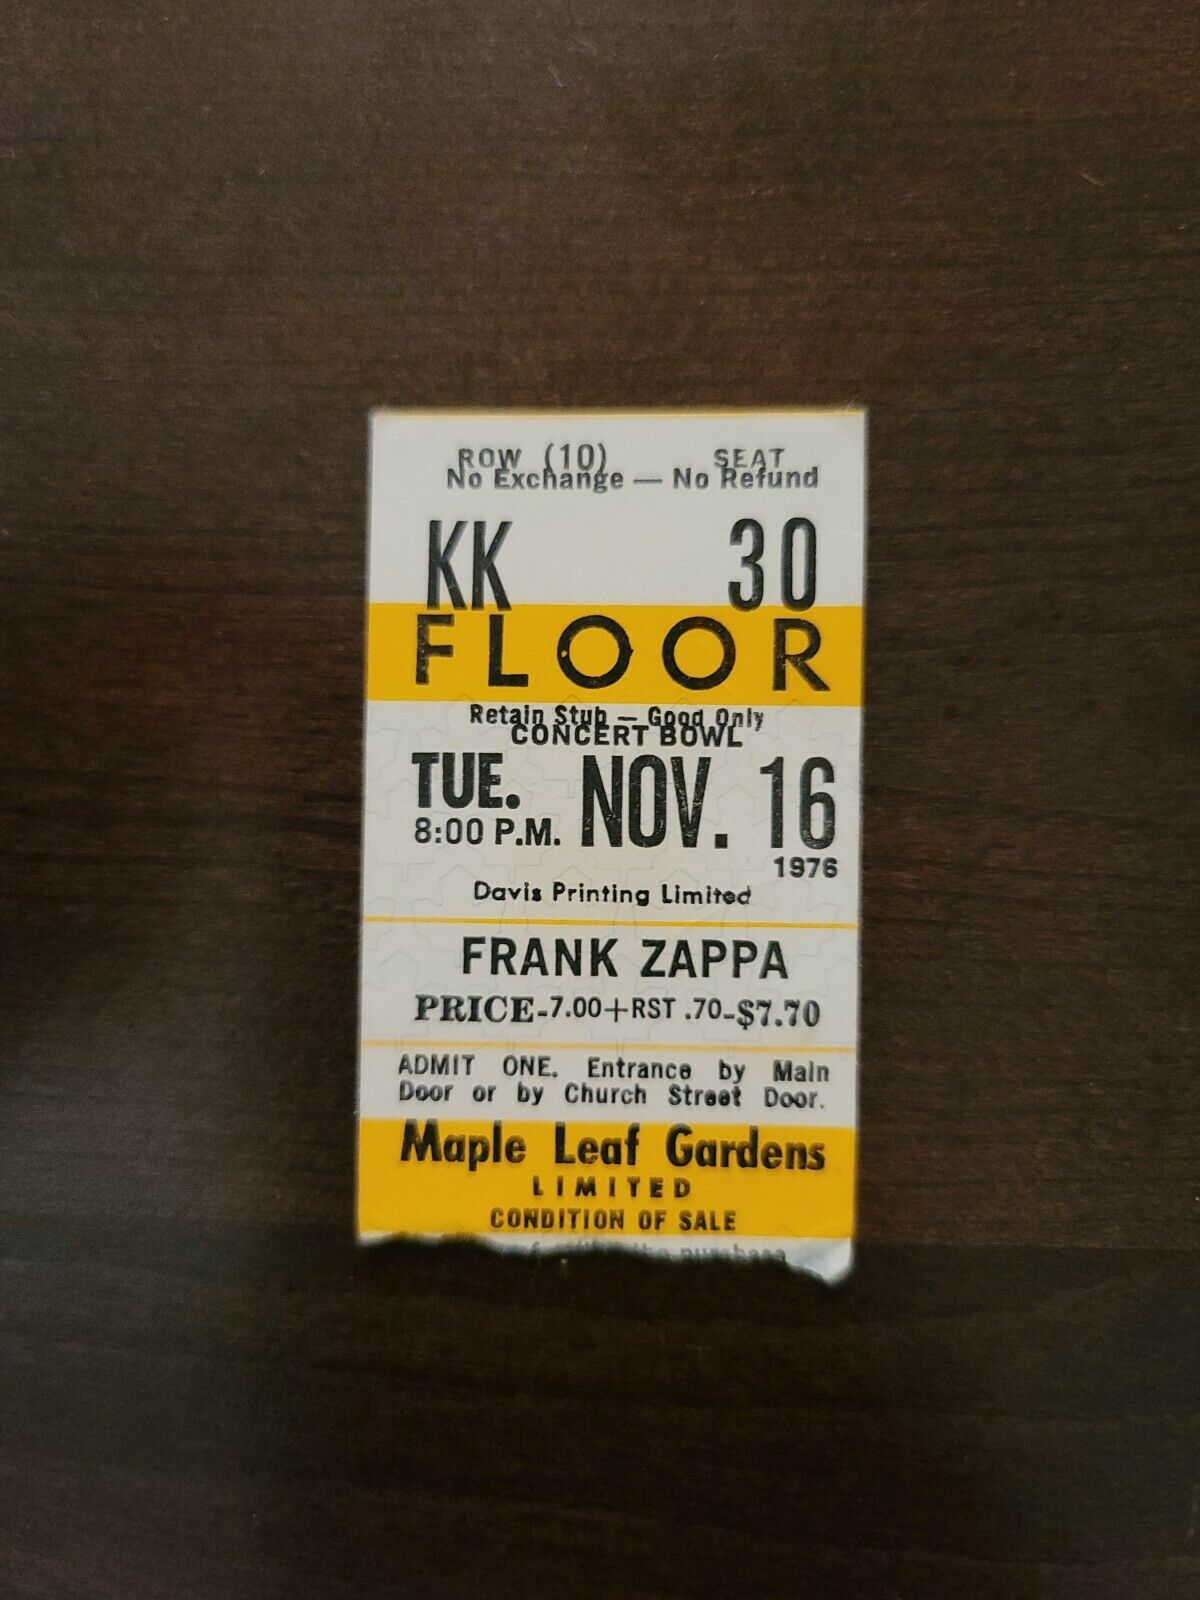 ROW (10) SEAT
No Exchange — No Refund
KK 30
FLOOR
Retain Stub — Good Only
CONCERT BOWL
TUE. NOV. 16
8:00 P.M.
1976
Davis Printing Limited
FRANK ZAPPA
PRICE-7.00+RST .70-$7.70
ADMIT ONE. Entrance by Main
Door or by Church Street Door.
Maple Leaf Gardens
LIMITED
CONDITION OF SALE
the purchase